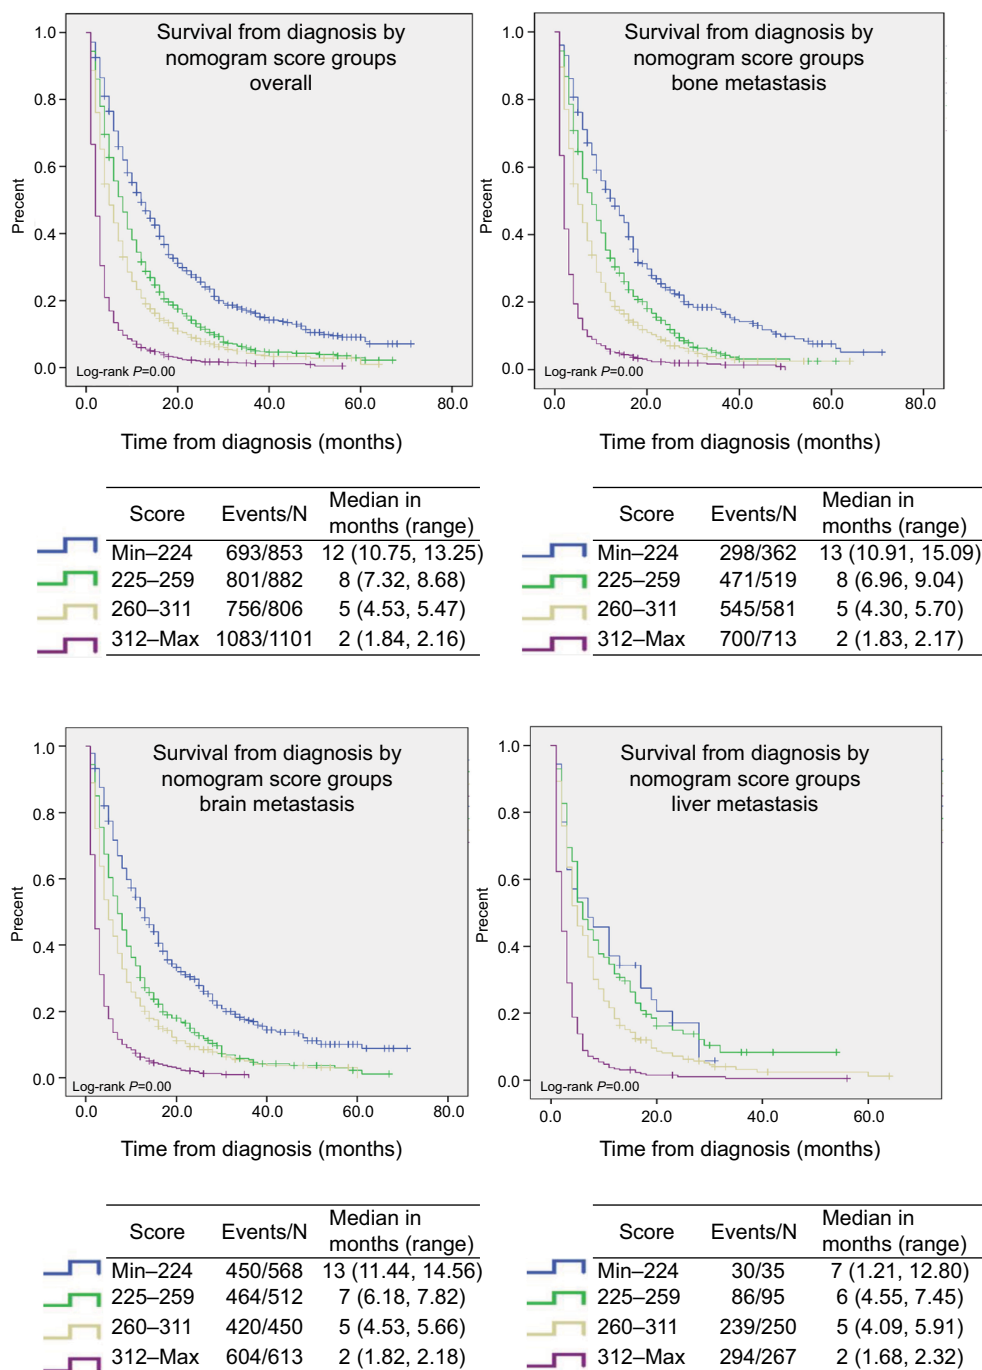 Survival from diagnosis by
nomogram score groups
overall
1.0
0.8
0.6
0.4
0.2
0.0
Precent
Log-rank P=0.00
0.0 20.0 40.0 60.0 80.0
Time from diagnosis (months)
Survival from diagnosis by
nomogram score groups
bone metastasis
1.0
0.8
0.6
0.4
0.2
0.0
Precent
Log-rank P=0.00
0.0 20.0 40.0 60.0 80.0
Time from diagnosis (months)
Score Events/N Median in
months (range)
Min–224 693/853 12 (10.75, 13.25)
225–259 801/882 8 (7.32, 8.68)
260–311 756/806 5 (4.53, 5.47)
312–Max 1083/1101 2 (1.84, 2.16)
Score Events/N Median in
months (range)
Min–224 298/362 13 (10.91, 15.09)
225–259 471/519 8 (6.96, 9.04)
260–311 545/581 5 (4.30, 5.70)
312–Max 700/713 2 (1.83, 2.17)
Survival from diagnosis by
nomogram score groups
brain metastasis
1.0
0.8
0.6
0.4
0.2
0.0
Precent
Log-rank P=0.00
0.0 20.0 40.0 60.0 80.0
Time from diagnosis (months)
Survival from diagnosis by
nomogram score groups
liver metastasis
1.0
0.8
0.6
0.4
0.2
0.0
Precent
Log-rank P=0.00
0.0 20.0 40.0 60.0
Time from diagnosis (months)
Score Events/N Median in
months (range)
Min–224 450/568 13 (11.44, 14.56)
225–259 464/512 7 (6.18, 7.82)
260–311 420/450 5 (4.53, 5.66)
312–Max 604/613 2 (1.82, 2.18)
Score Events/N Median in
months (range)
Min–224 30/35 7 (1.21, 12.80)
225–259 86/95 6 (4.55, 7.45)
260–311 239/250 5 (4.09, 5.91)
312–Max 294/267 2 (1.68, 2.32)